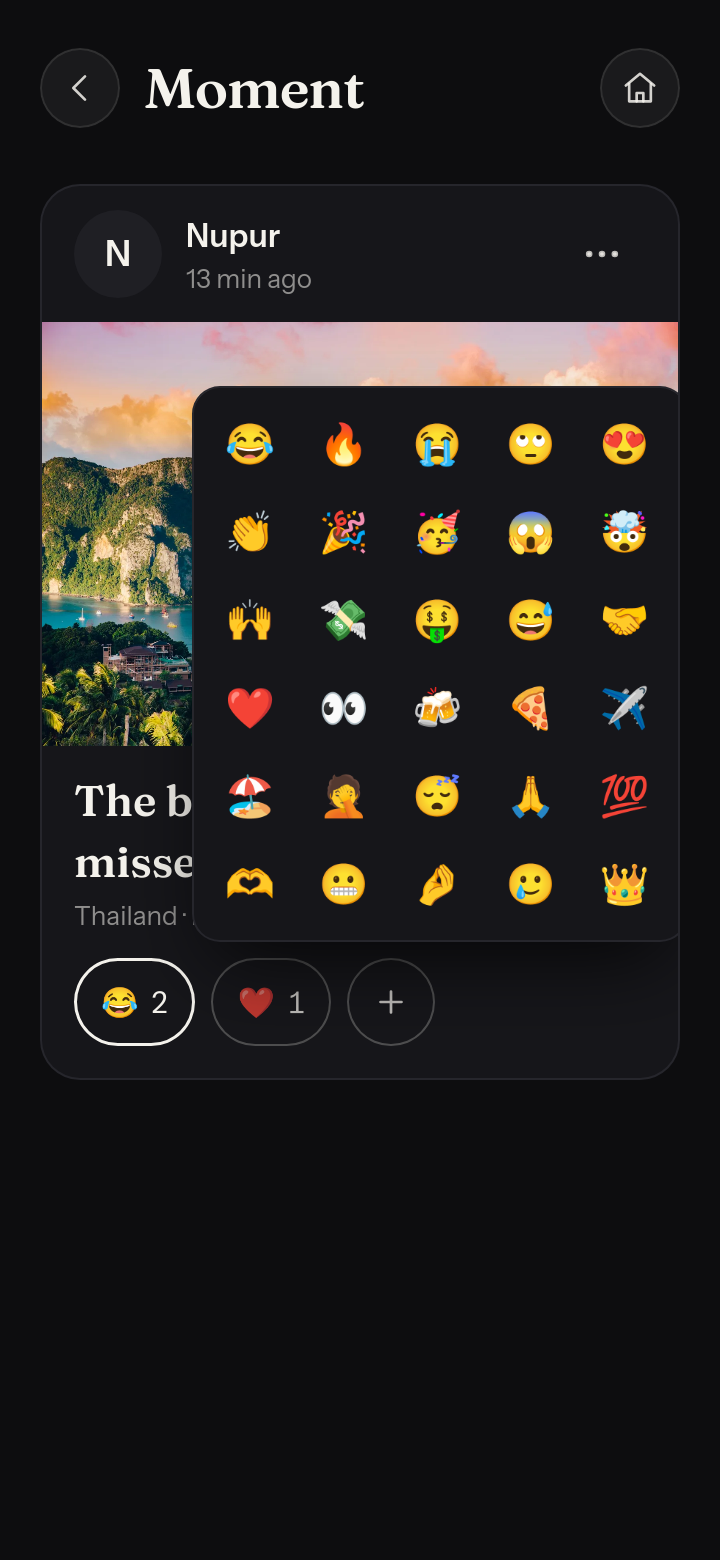 Moment
N
Nupur
13 min ago
The b
misse
Thailand ·
😂 2
❤️ 1